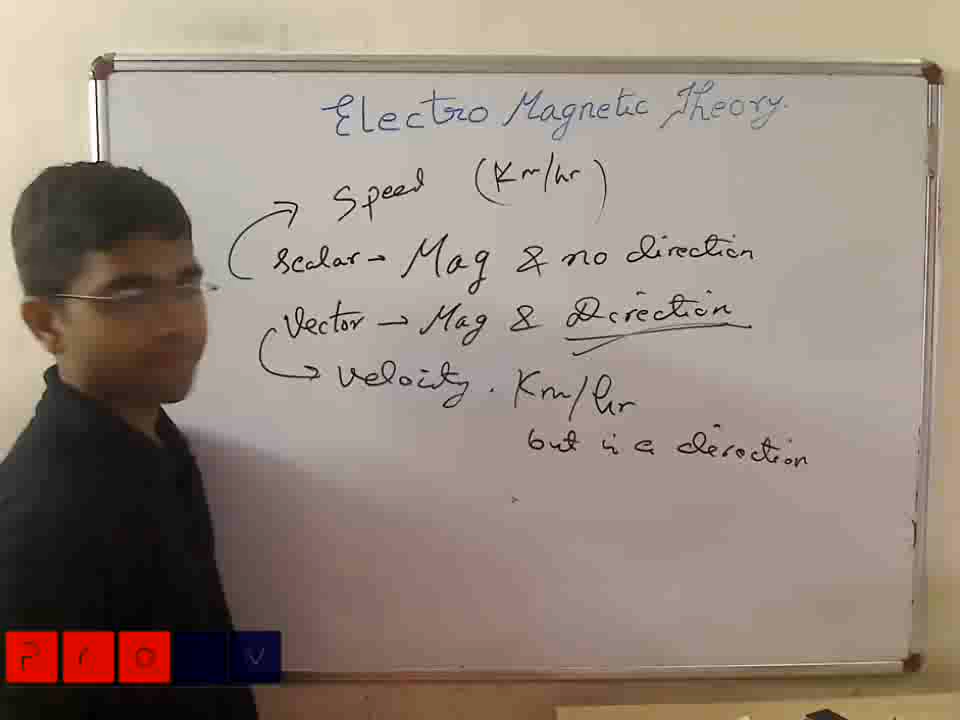 Electro Magnetic Theory.
Speed (Km/hr)
Scalar → Mag & no direction
Vector → Mag & Direction
Velocity. Km/hr
but in a direction
P
O
V